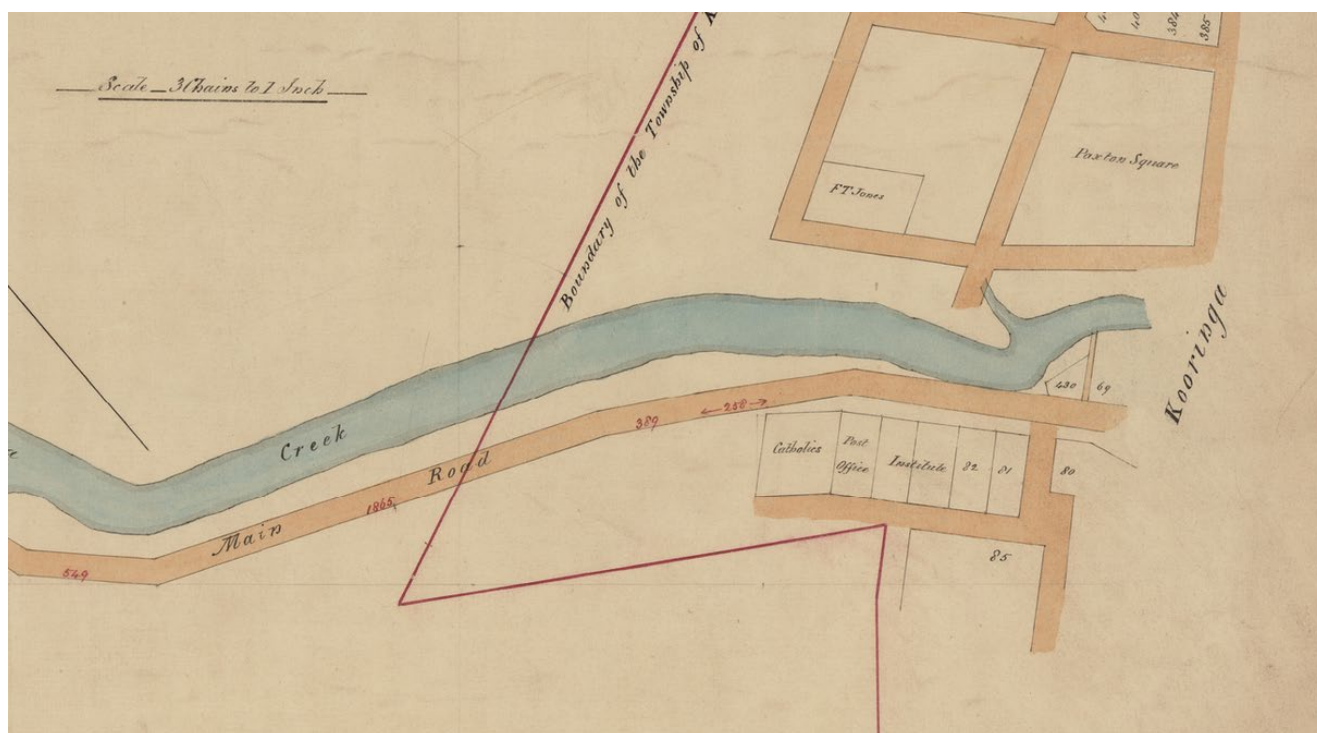 Scale _ 3 Chains to 1 Inch
Boundary of the Township of K
40
384
385
Paxton Square
FT Jones
Kooringa
Creek
Main Road
549
1865
389
258
430
69
Catholics
Post
Office
Institute
82
81
80
85